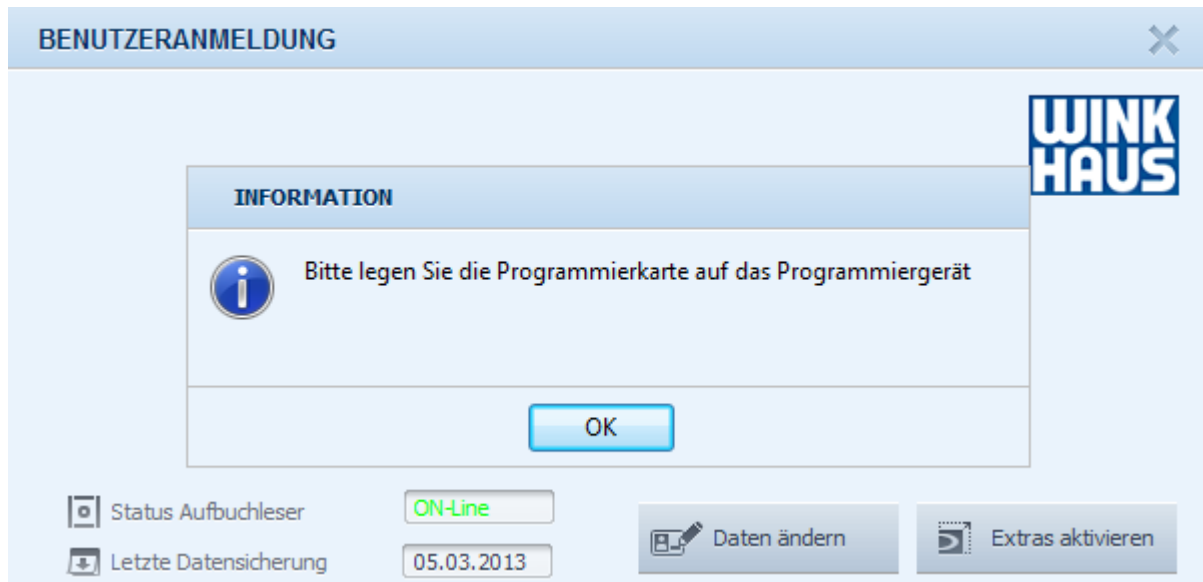 BENUTZERANMELDUNG
WINK
HAUS
INFORMATION
Bitte legen Sie die Programmierkarte auf das Programmiergerät
OK
Status Aufbuchleser ON-Line
Letzte Datensicherung 05.03.2013
Daten ändern
Extras aktivieren